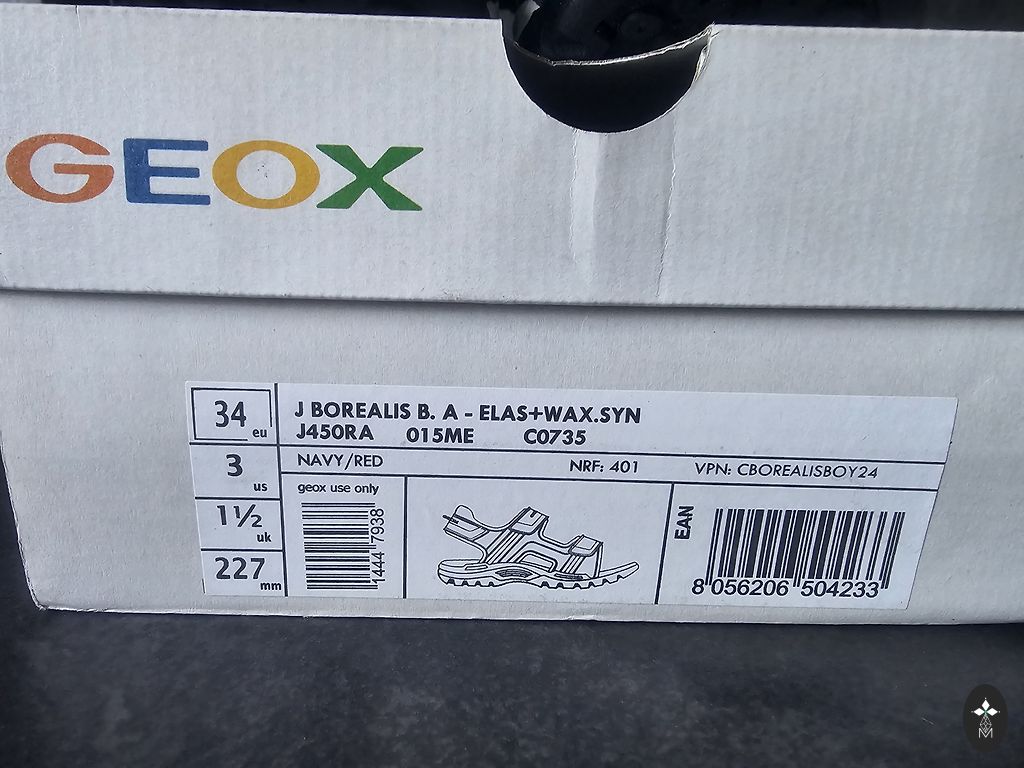 GEOX
34 eu
J BOREALIS B. A - ELAS+WAX.SYN
J450RA 015ME C0735
3 us
NAVY/RED NRF: 401 VPN: CBOREALISBOY24
geox use only
1½ uk
1444 7938
EAN
227 mm
8 056206 504233
M